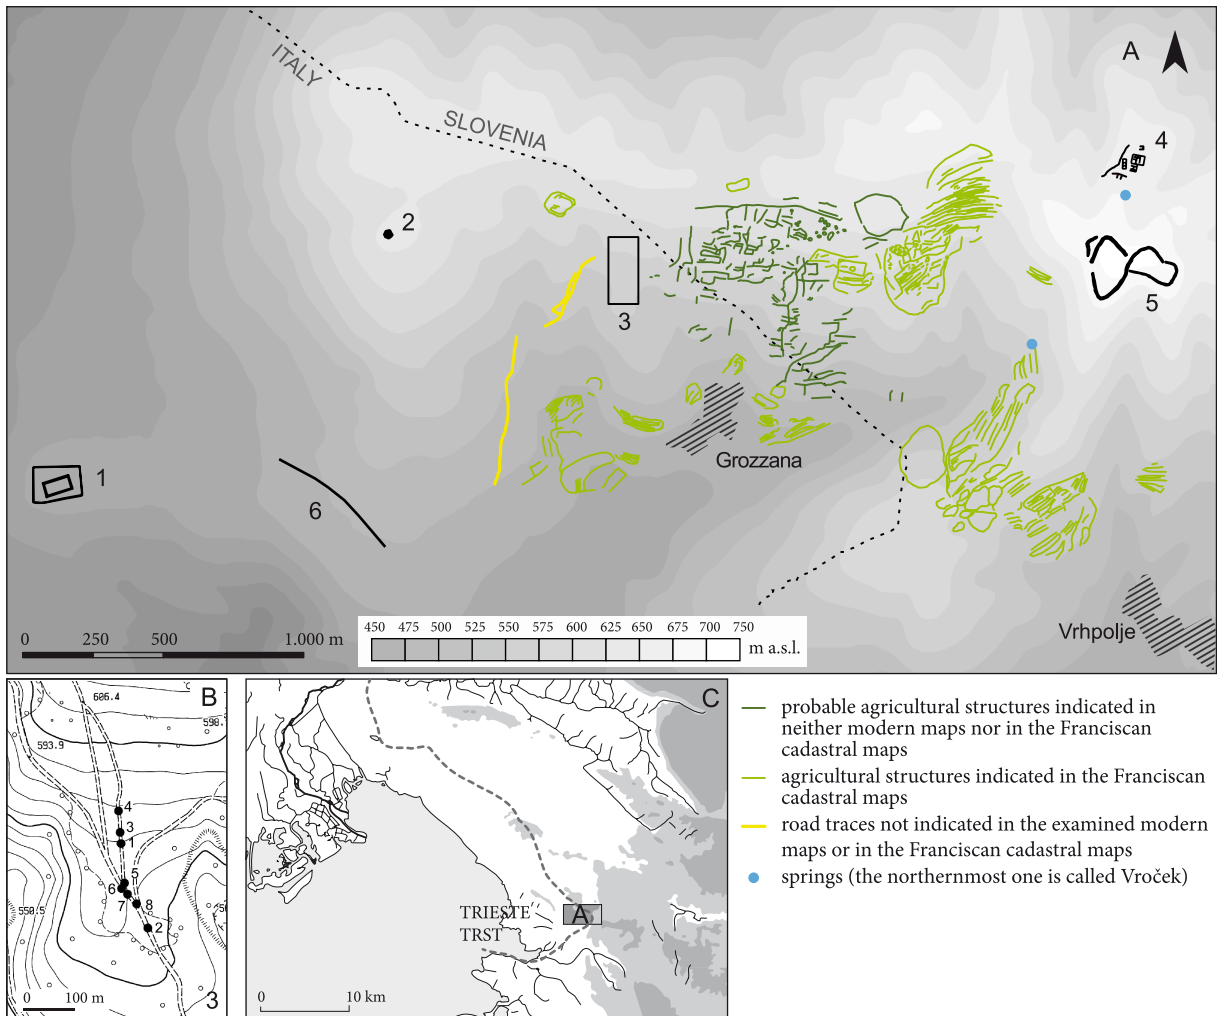 A
ITALY
SLOVENIA
4
2
5
3
Grozzana
1
6
Vrhpolje
0 250 500 1.000 m
450 475 500 525 550 575 600 625 650 675 700 750
m a.s.l.
B
606.4
598.
593.9
4
3
1
5
6
7
8
2
550.5
0 100 m
3
C
TRIESTE
TRST
A
0 10 km
probable agricultural structures indicated in
neither modern maps nor in the Franciscan
cadastral maps
agricultural structures indicated in the Franciscan
cadastral maps
road traces not indicated in the examined modern
maps or in the Franciscan cadastral maps
springs (the northernmost one is called Vroček)